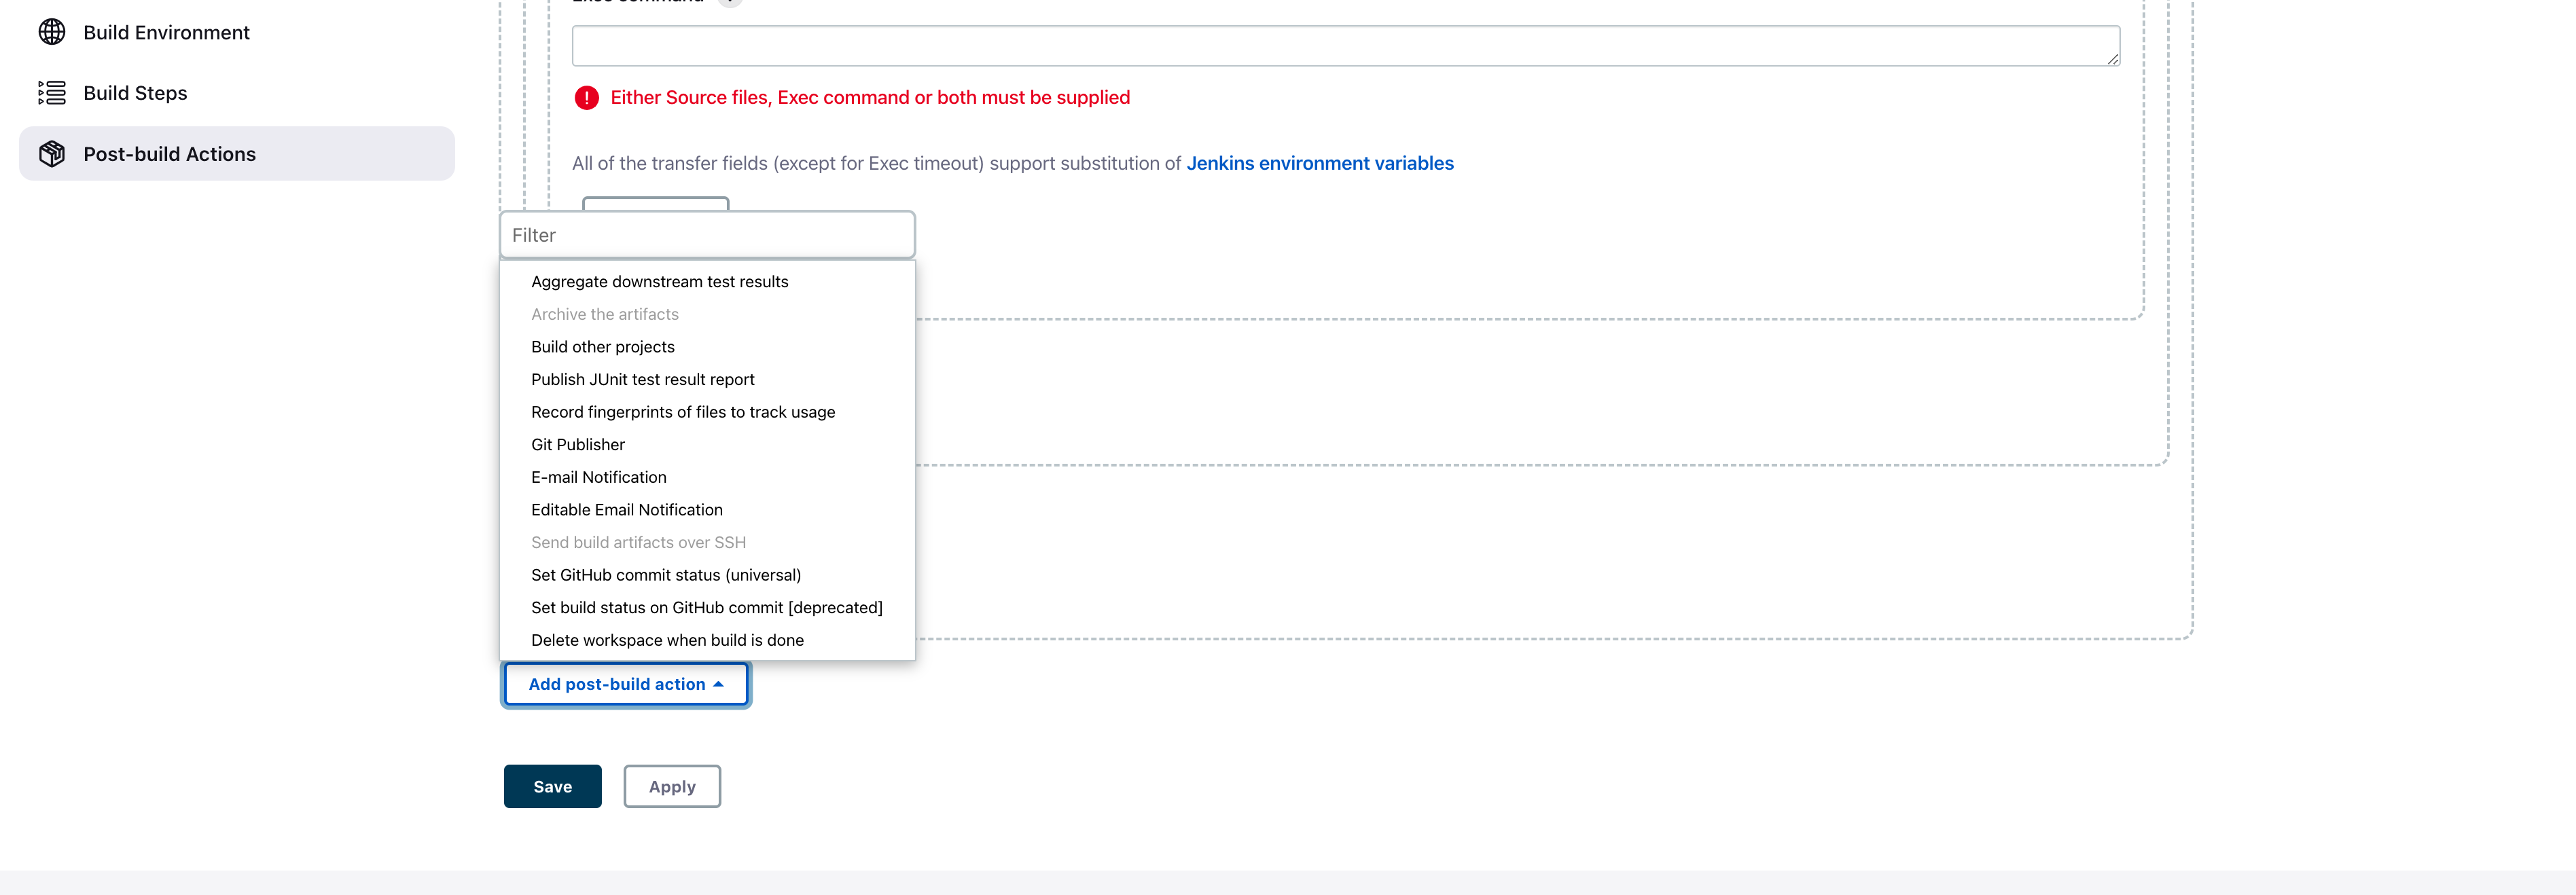 Build Environment
Build Steps
Post-build Actions
Exec command
Either Source files, Exec command or both must be supplied
All of the transfer fields (except for Exec timeout) support substitution of Jenkins environment variables
Filter
Aggregate downstream test results
Archive the artifacts
Build other projects
Publish JUnit test result report
Record fingerprints of files to track usage
Git Publisher
E-mail Notification
Editable Email Notification
Send build artifacts over SSH
Set GitHub commit status (universal)
Set build status on GitHub commit [deprecated]
Delete workspace when build is done
Add post-build action
Save
Apply